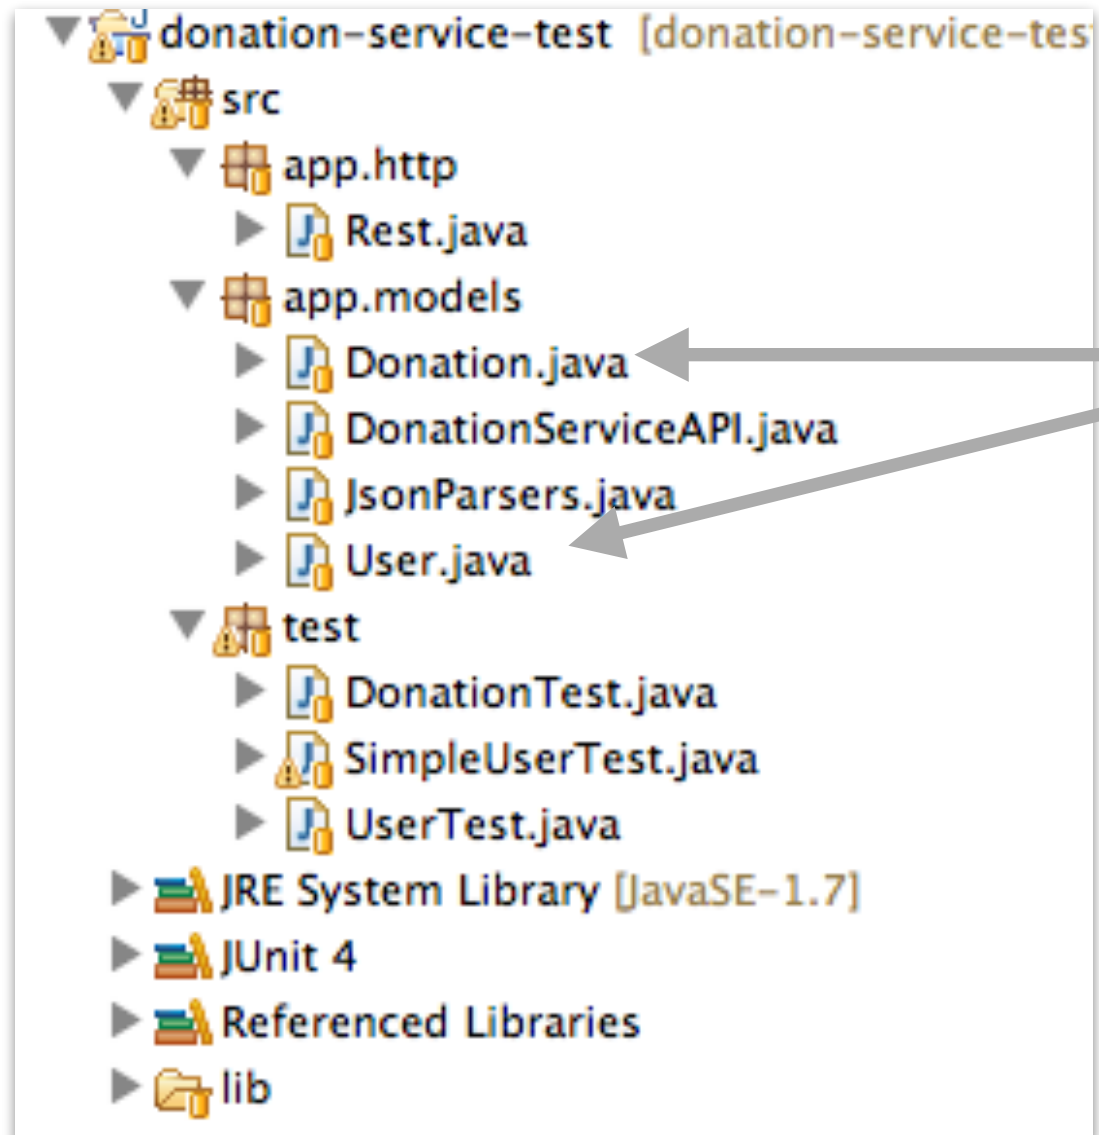 donation-service-test [donation-service-tes
src
app.http
Rest.java
app.models
Donation.java
DonationServiceAPI.java
JsonParsers.java
User.java
test
DonationTest.java
SimpleUserTest.java
UserTest.java
JRE System Library [JavaSE-1.7]
JUnit 4
Referenced Libraries
lib